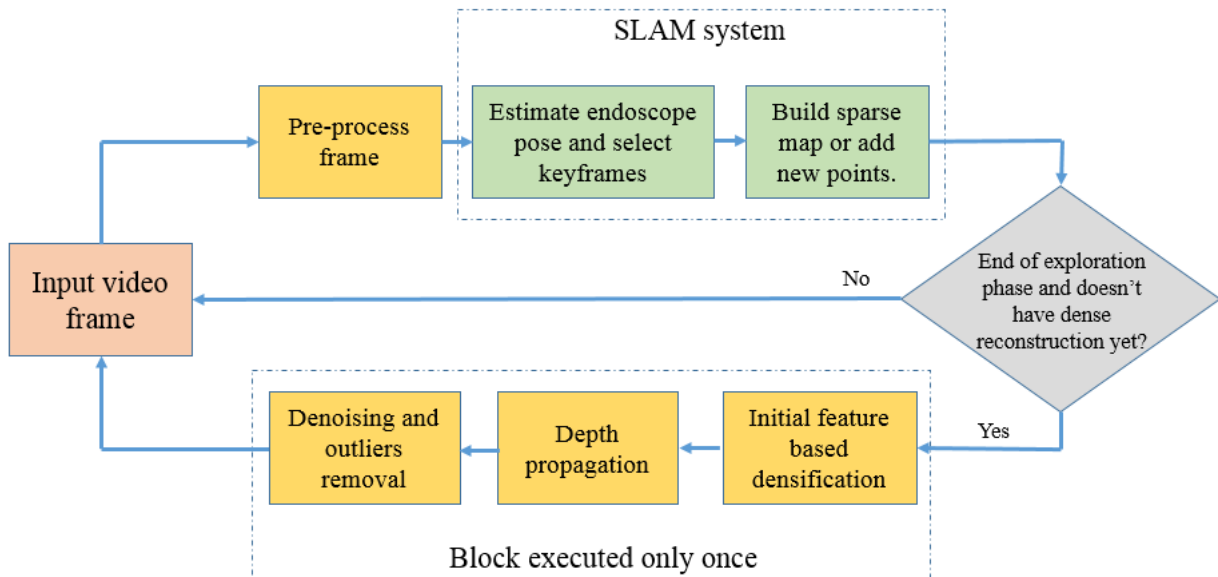 SLAM system
Pre-process
frame
Estimate endoscope
pose and select
keyframes
Build sparse
map or add
new points.
Input video
frame
No
End of exploration
phase and doesn’t
have dense
reconstruction yet?
Yes
Denoising and
outliers
removal
Depth
propagation
Initial feature
based
densification
Block executed only once